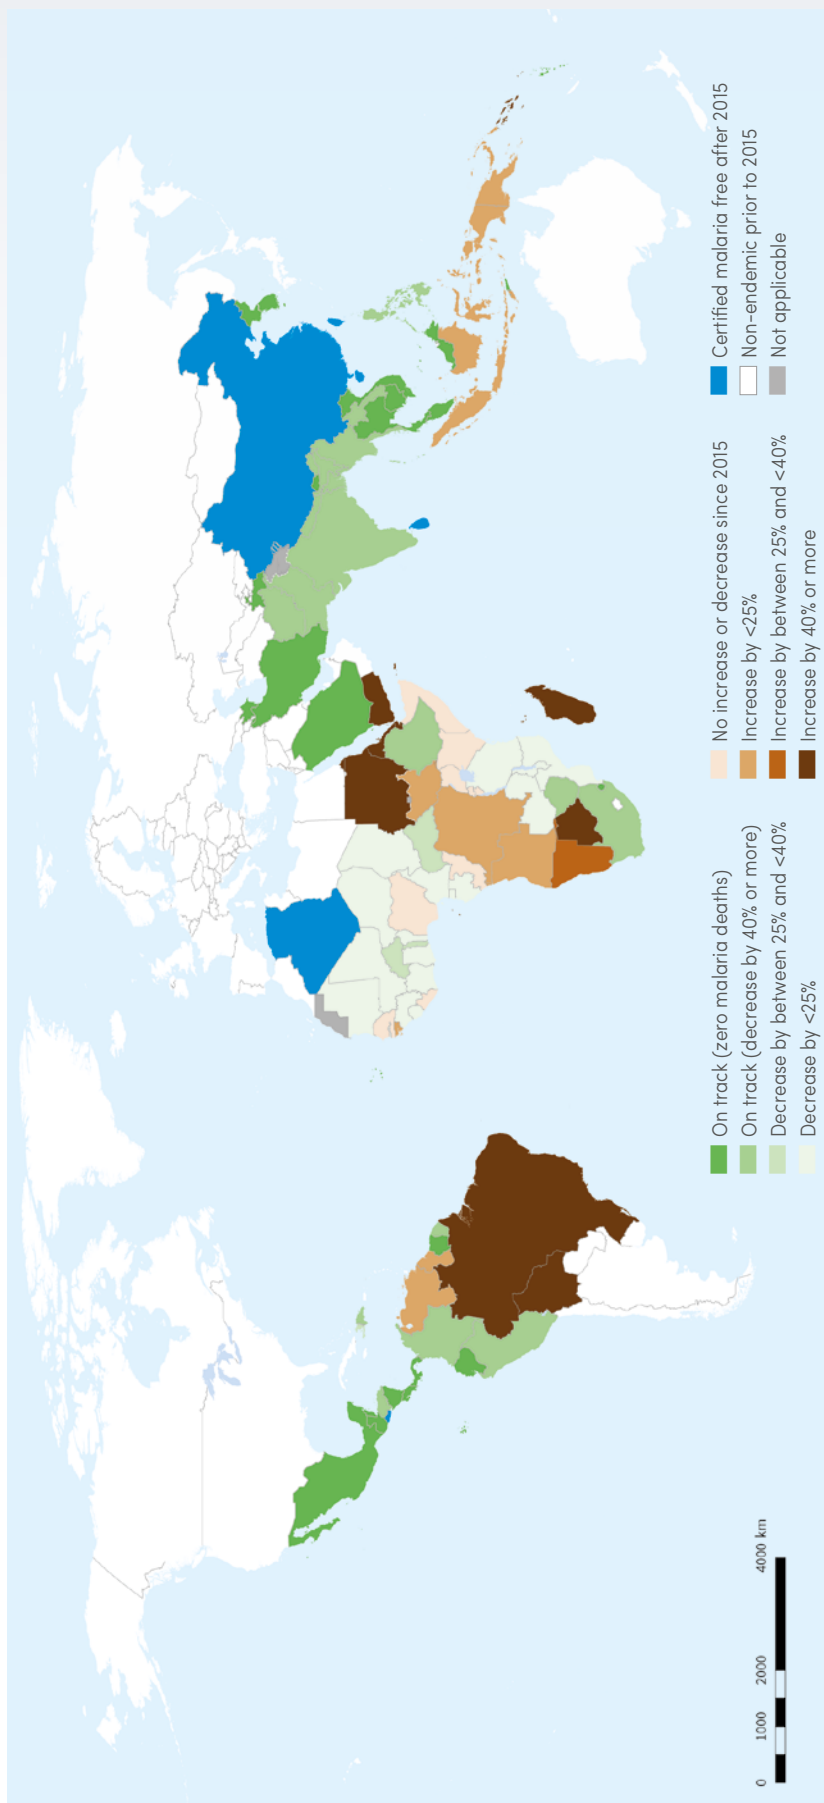 On track (zero malaria deaths)
On track (decrease by 40% or more)
Decrease by between 25% and <40%
Decrease by <25%
No increase or decrease since 2015
Increase by <25%
Increase by between 25% and <40%
Increase by 40% or more
Certified malaria free after 2015
Non-endemic prior to 2015
Not applicable
0 1000 2000 4000 km